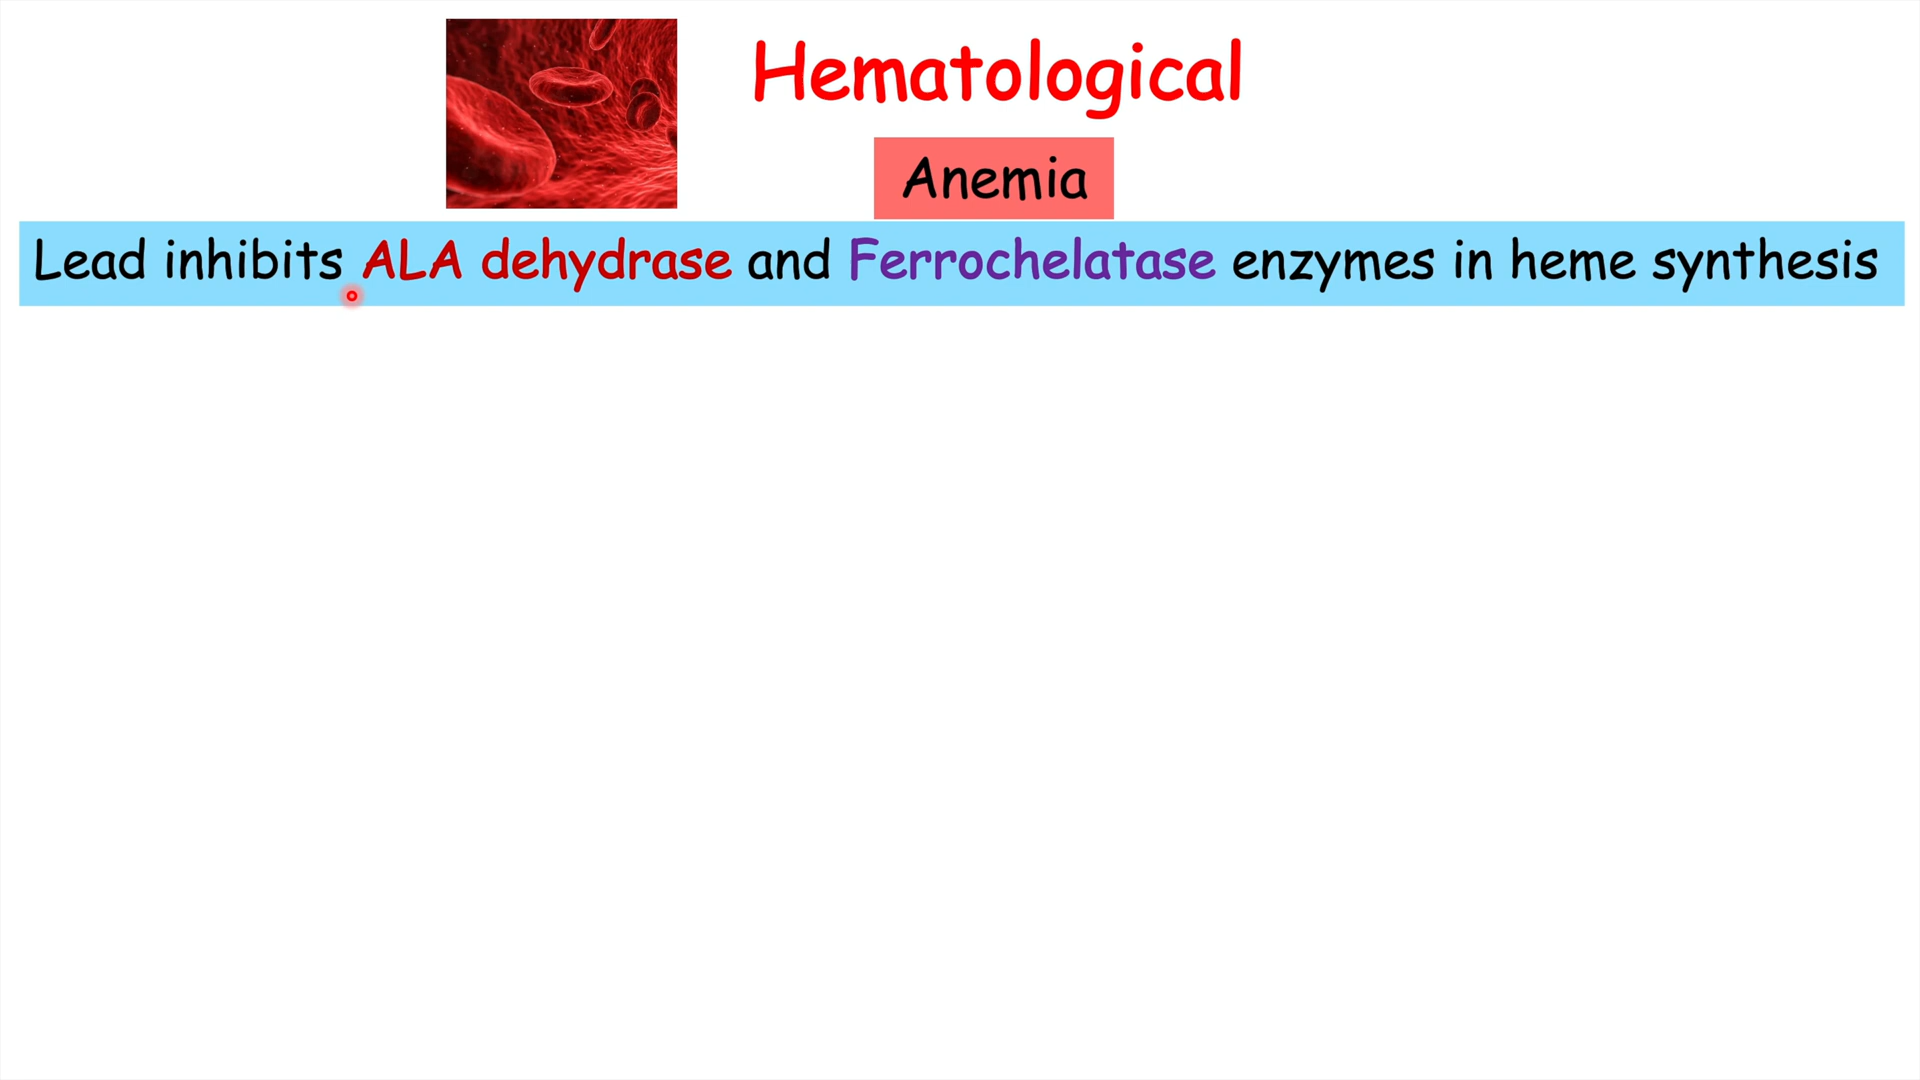 Hematological
Anemia
Lead inhibits ALA dehydrase and Ferrochelatase enzymes in heme synthesis